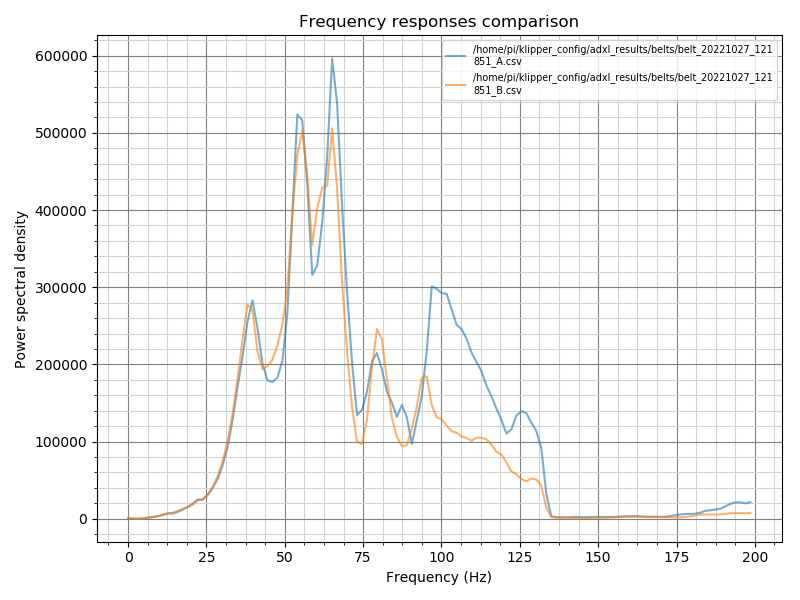 Frequency responses comparison
/home/pi/klipper_config/adxl_results/belts/belt_20221027_121
851_A.csv
/home/pi/klipper_config/adxl_results/belts/belt_20221027_121
851_B.csv
600000
500000
400000
300000
200000
100000
0
Power spectral density
0 25 50 75 100 125 150 175 200
Frequency (Hz)